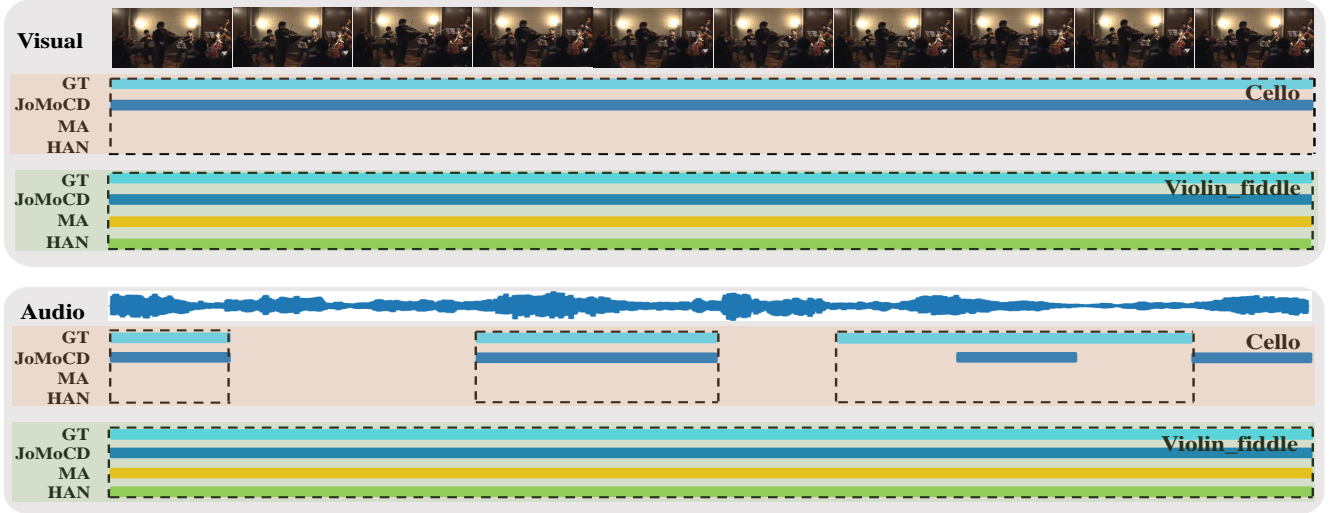 Visual
GT
Cello
JoMoCD
MA
HAN
GT
Violin_fiddle
JoMoCD
MA
HAN
Audio
GT
Cello
JoMoCD
MA
HAN
GT
Violin_fiddle
JoMoCD
MA
HAN